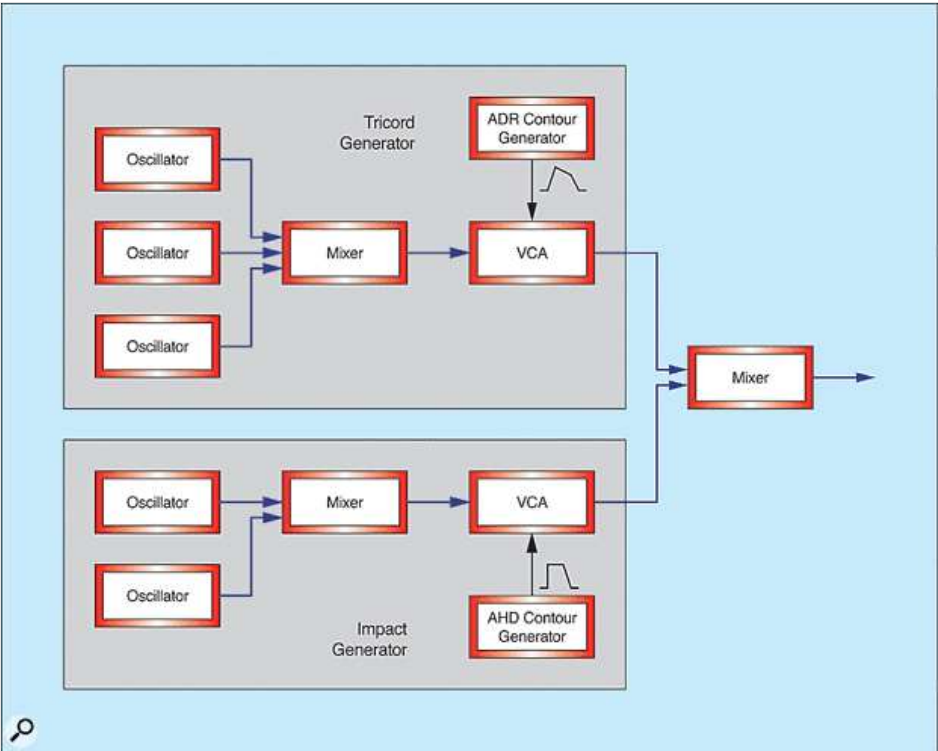 Tricord
Generator
ADR Contour
Generator
Oscillator
Oscillator
Mixer
VCA
Oscillator
Mixer
Oscillator
Mixer
VCA
Oscillator
Impact
Generator
AHD Contour
Generator